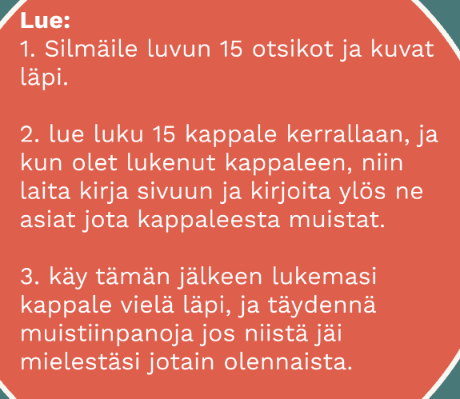 Lue:
1. Silmäile luvun 15 otsikot ja kuvat
läpi.
2. lue luku 15 kappale kerrallaan, ja
kun olet lukenut kappaleen, niin
laita kirja sivuun ja kirjoita ylös ne
asiat jota kappaleesta muistat.
3. käy tämän jälkeen lukemasi
kappale vielä läpi, ja täydennä
muistiinpanoja jos niistä jäi
mielestäsi jotain olennaista.